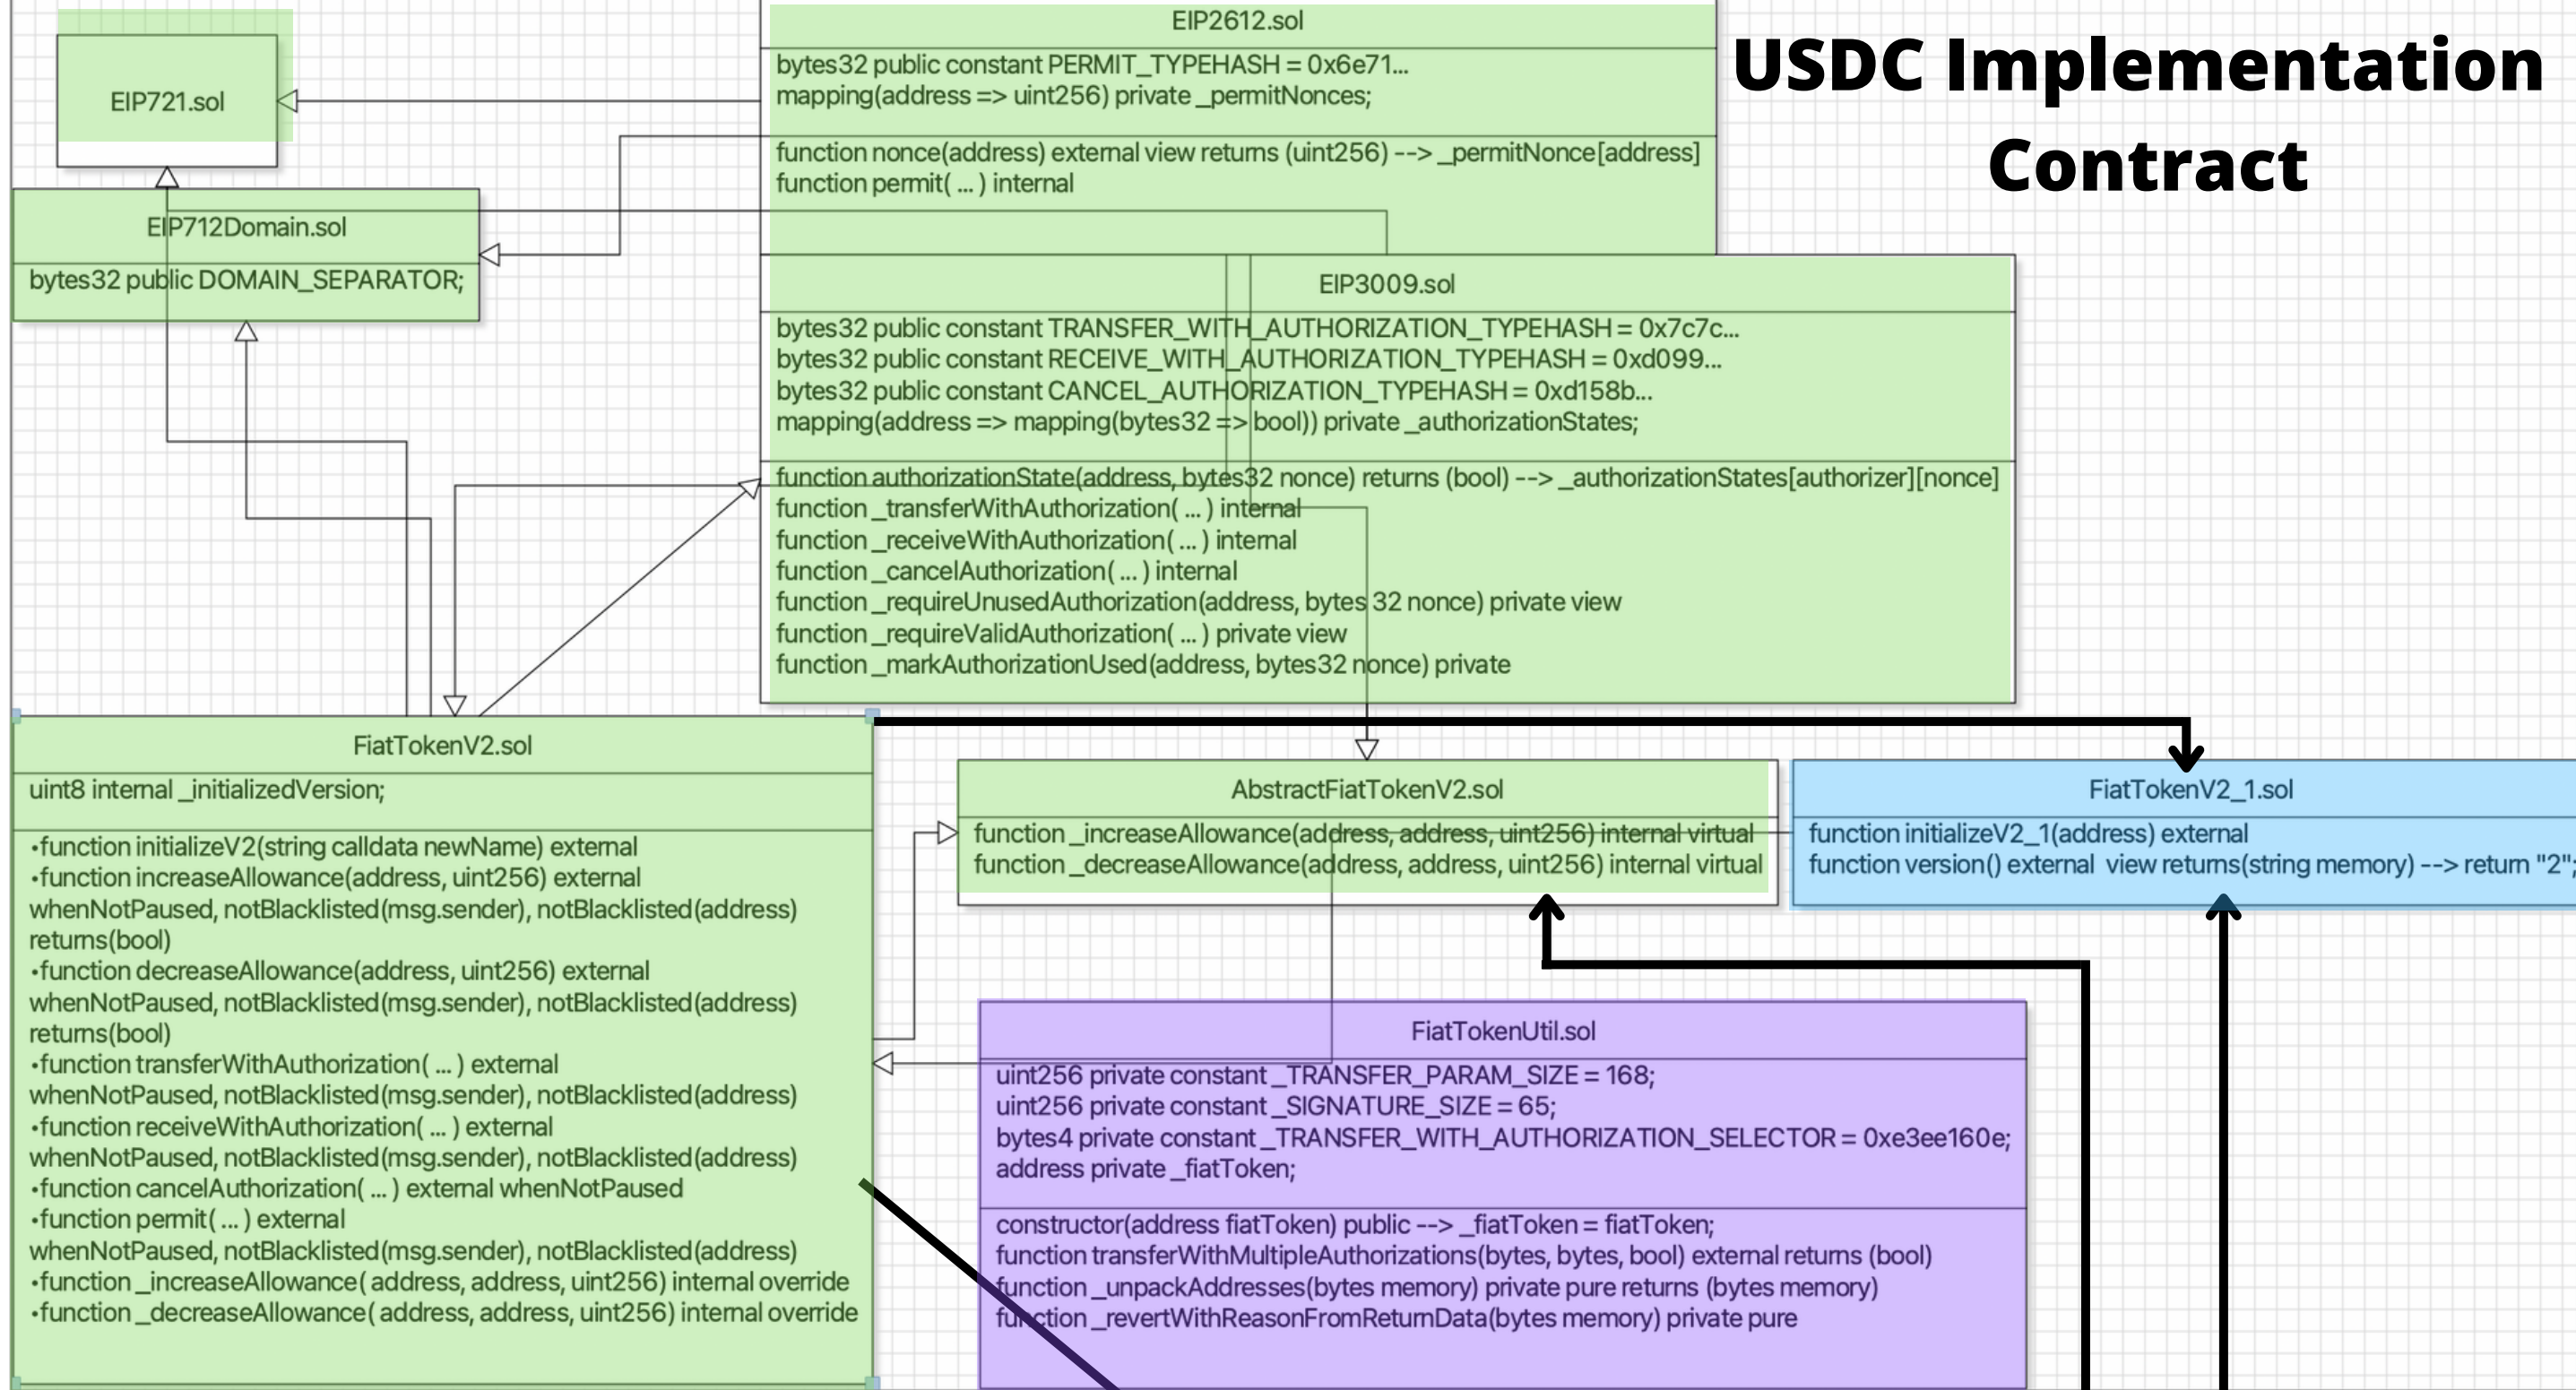 USDC Implementation
Contract
EIP721.sol
EIP2612.sol
bytes32 public constant PERMIT_TYPEHASH = 0x6e71...
mapping(address => uint256) private _permitNonces;
function nonce(address) external view returns (uint256) --> _permitNonce[address]
function permit( ... ) internal
EIP712Domain.sol
bytes32 public DOMAIN_SEPARATOR;
EIP3009.sol
bytes32 public constant TRANSFER_WITH_AUTHORIZATION_TYPEHASH = 0x7c7c...
bytes32 public constant RECEIVE_WITH_AUTHORIZATION_TYPEHASH = 0xd099...
bytes32 public constant CANCEL_AUTHORIZATION_TYPEHASH = 0xd158b...
mapping(address => mapping(bytes32 => bool)) private _authorizationStates;
function authorizationState(address, bytes32 nonce) returns (bool) --> _authorizationStates[authorizer][nonce]
function _transferWithAuthorization( ... ) internal
function _receiveWithAuthorization( ... ) internal
function _cancelAuthorization( ... ) internal
function _requireUnusedAuthorization(address, bytes 32 nonce) private view
function _requireValidAuthorization( ... ) private view
function _markAuthorizationUsed(address, bytes32 nonce) private
FiatTokenV2.sol
uint8 internal _initializedVersion;
•function initializeV2(string calldata newName) external
•function increaseAllowance(address, uint256) external
whenNotPaused, notBlacklisted(msg.sender), notBlacklisted(address)
returns(bool)
•function decreaseAllowance(address, uint256) external
whenNotPaused, notBlacklisted(msg.sender), notBlacklisted(address)
returns(bool)
•function transferWithAuthorization( ... ) external
whenNotPaused, notBlacklisted(msg.sender), notBlacklisted(address)
•function receiveWithAuthorization( ... ) external
whenNotPaused, notBlacklisted(msg.sender), notBlacklisted(address)
•function cancelAuthorization( ... ) external whenNotPaused
•function permit( ... ) external
whenNotPaused, notBlacklisted(msg.sender), notBlacklisted(address)
•function _increaseAllowance( address, address, uint256) internal override
•function _decreaseAllowance( address, address, uint256) internal override
AbstractFiatTokenV2.sol
function _increaseAllowance(address, address, uint256) internal virtual
function _decreaseAllowance(address, address, uint256) internal virtual
FiatTokenV2_1.sol
function initializeV2_1(address) external
function version() external  view returns(string memory) --> return "2";
FiatTokenUtil.sol
uint256 private constant _TRANSFER_PARAM_SIZE = 168;
uint256 private constant _SIGNATURE_SIZE = 65;
bytes4 private constant _TRANSFER_WITH_AUTHORIZATION_SELECTOR = 0xe3ee160e;
address private _fiatToken;
constructor(address fiatToken) public --> _fiatToken = fiatToken;
function transferWithMultipleAuthorizations(bytes, bytes, bool) external returns (bool)
function _unpackAddresses(bytes memory) private pure returns (bytes memory)
function _revertWithReasonFromReturnData(bytes memory) private pure